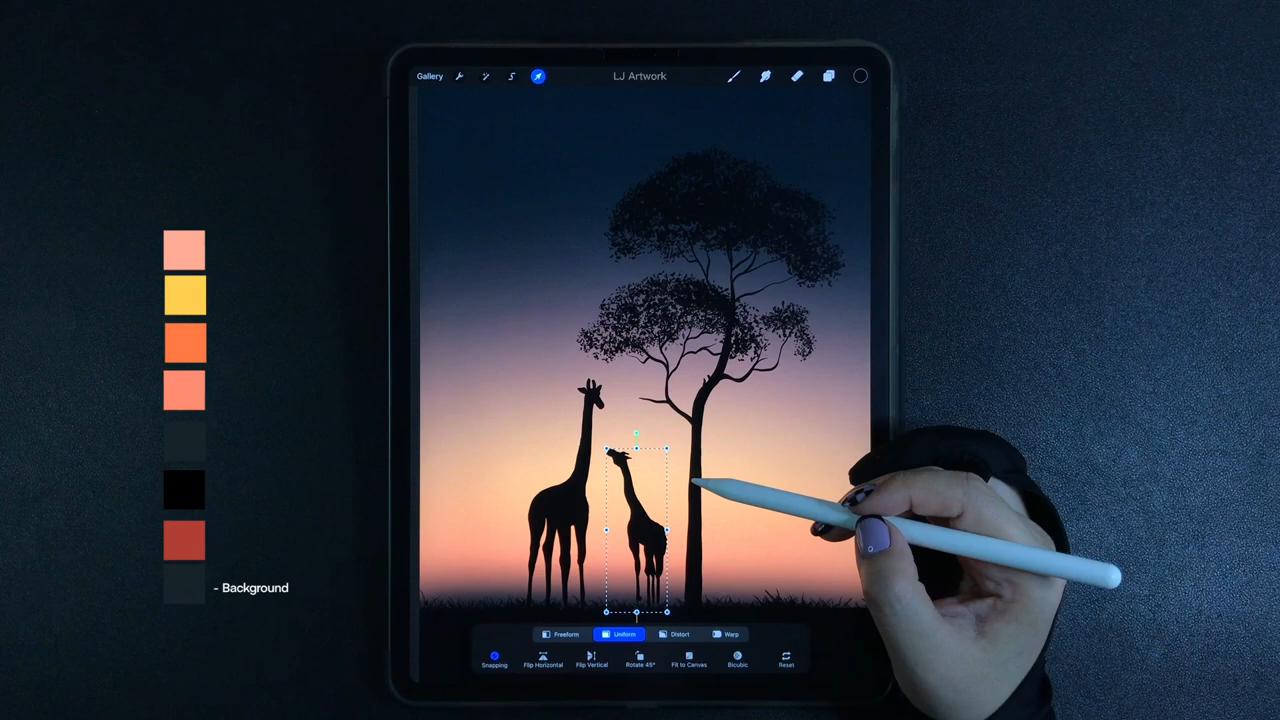 Gallery
LJ Artwork
- Background
Freeform
Uniform
Distort
Warp
Snapping
Flip Horizontal
Flip Vertical
Rotate 45°
Fit to Canvas
Bicubic
Reset